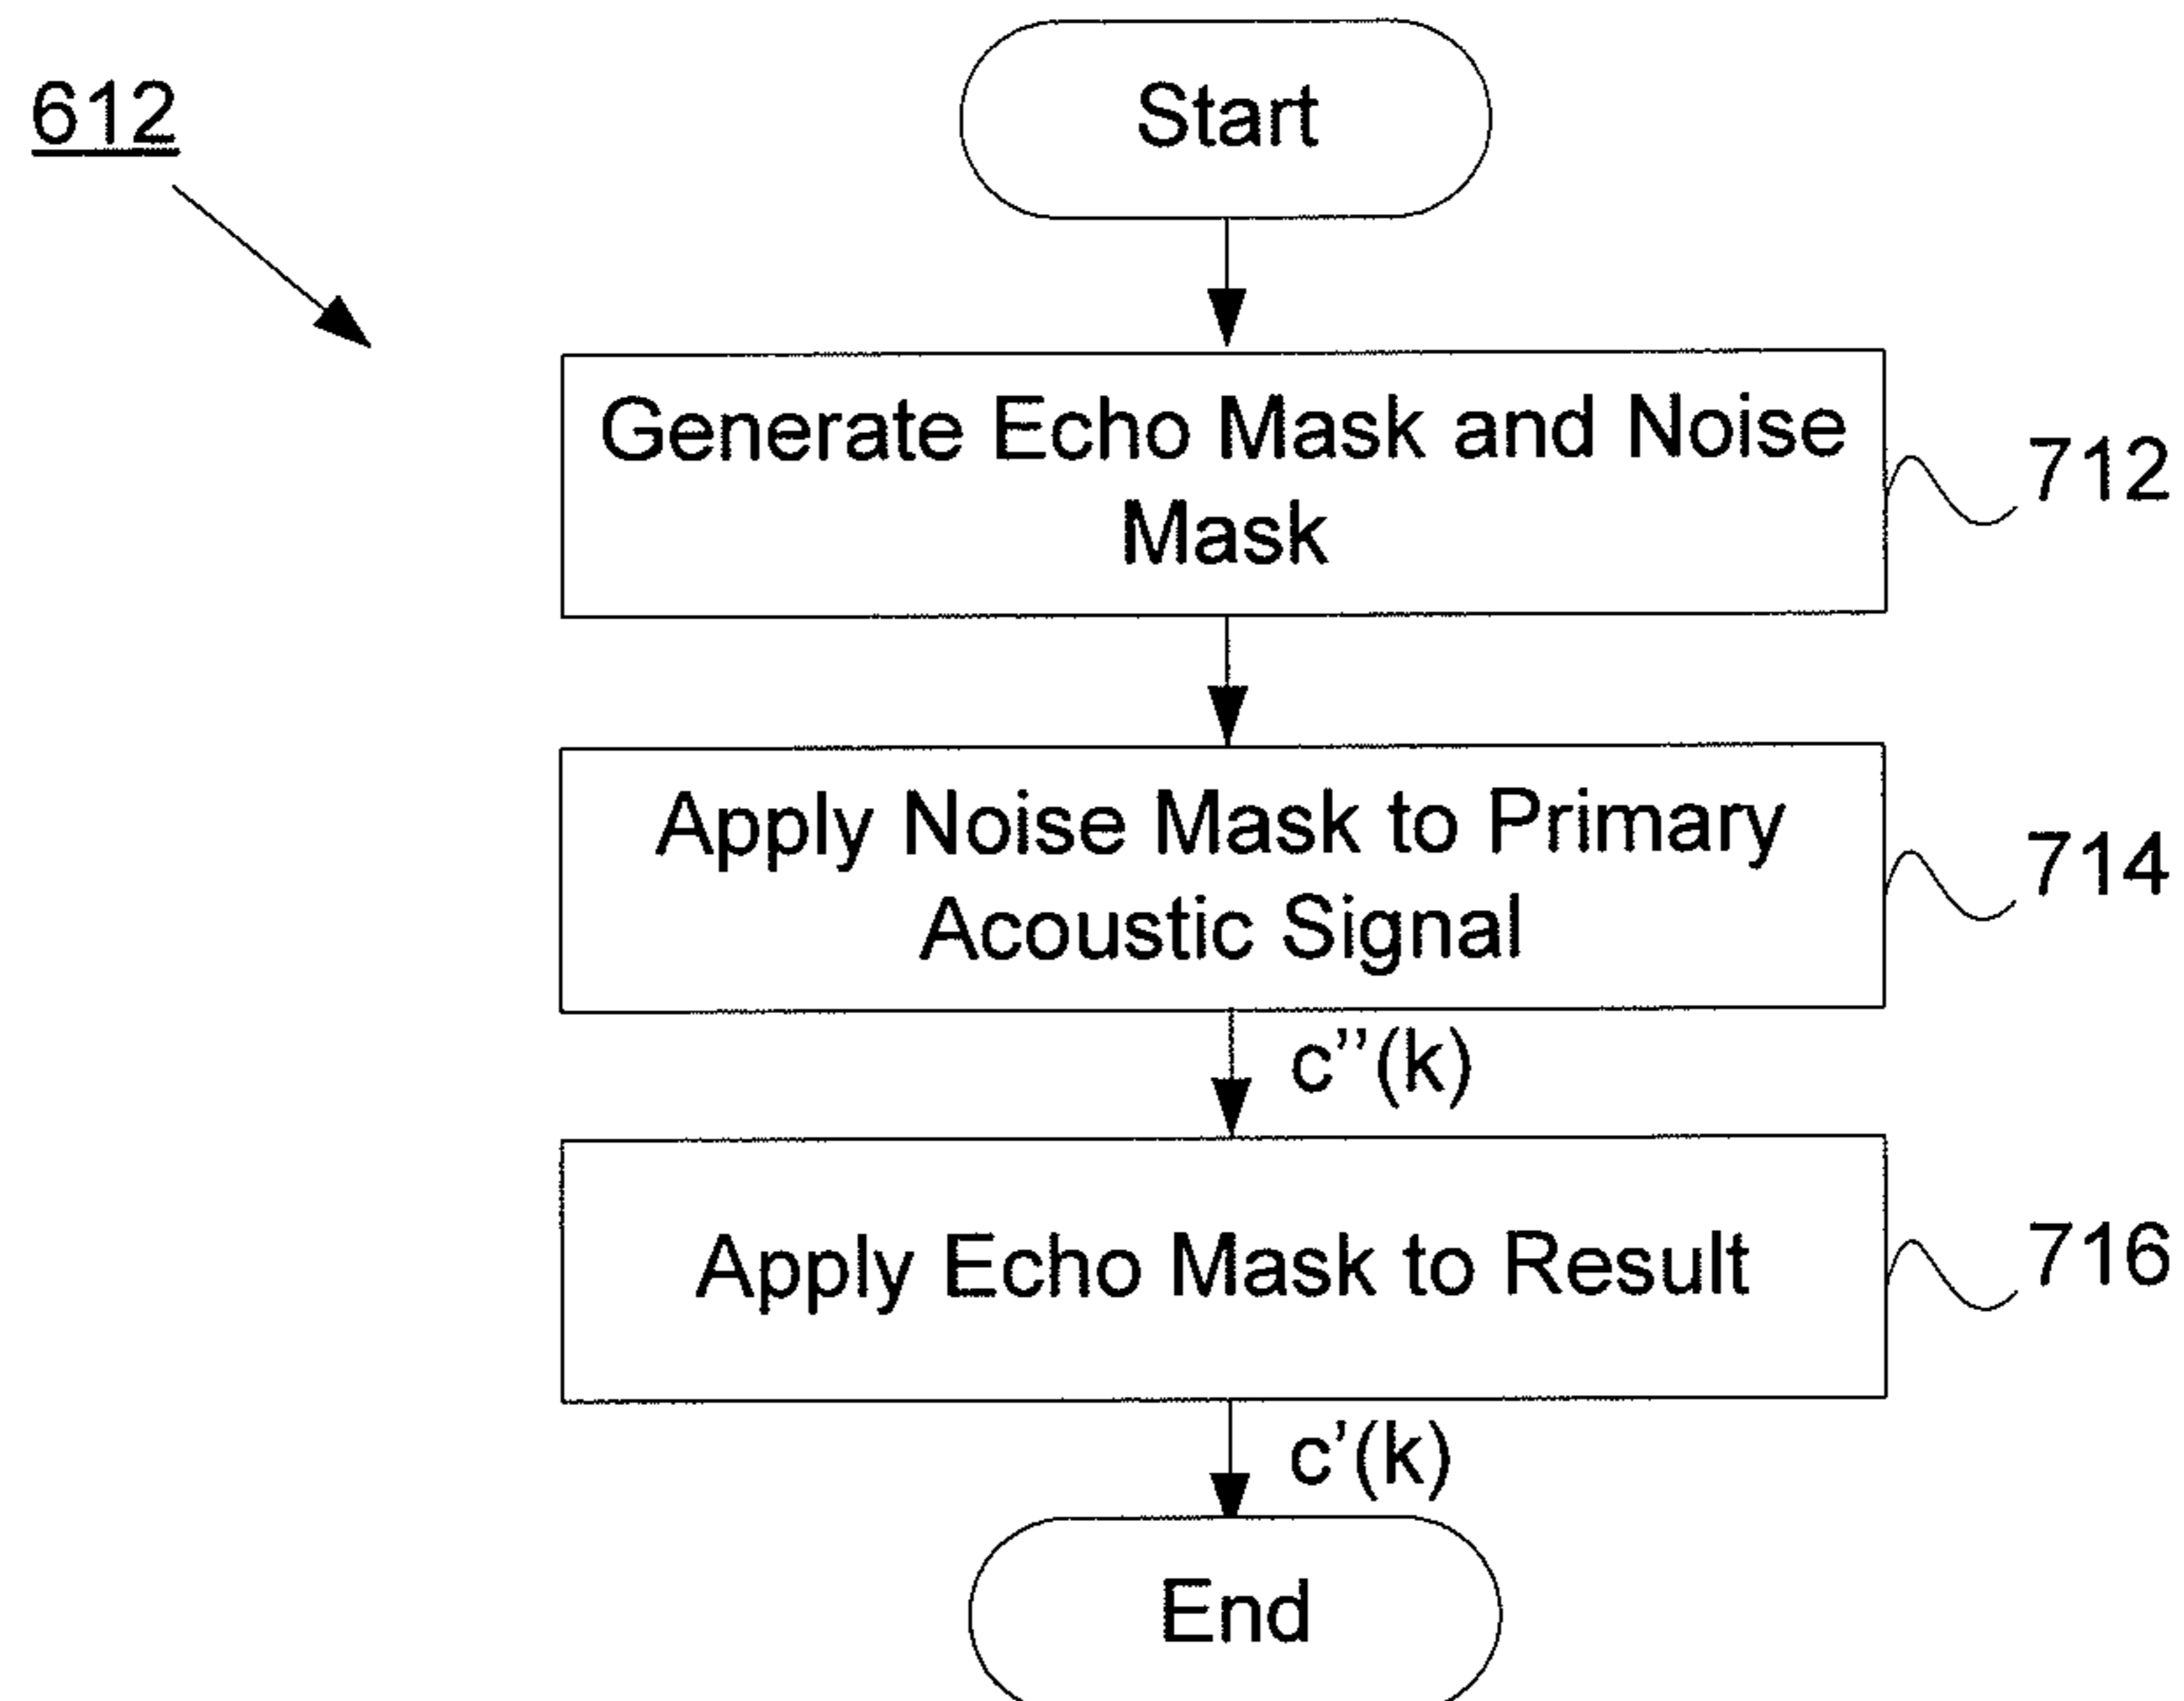 612
Start
Generate Echo Mask and Noise
Mask
712
Apply Noise Mask to Primary
Acoustic Signal
714
c’’(k)
Apply Echo Mask to Result
716
c’(k)
End